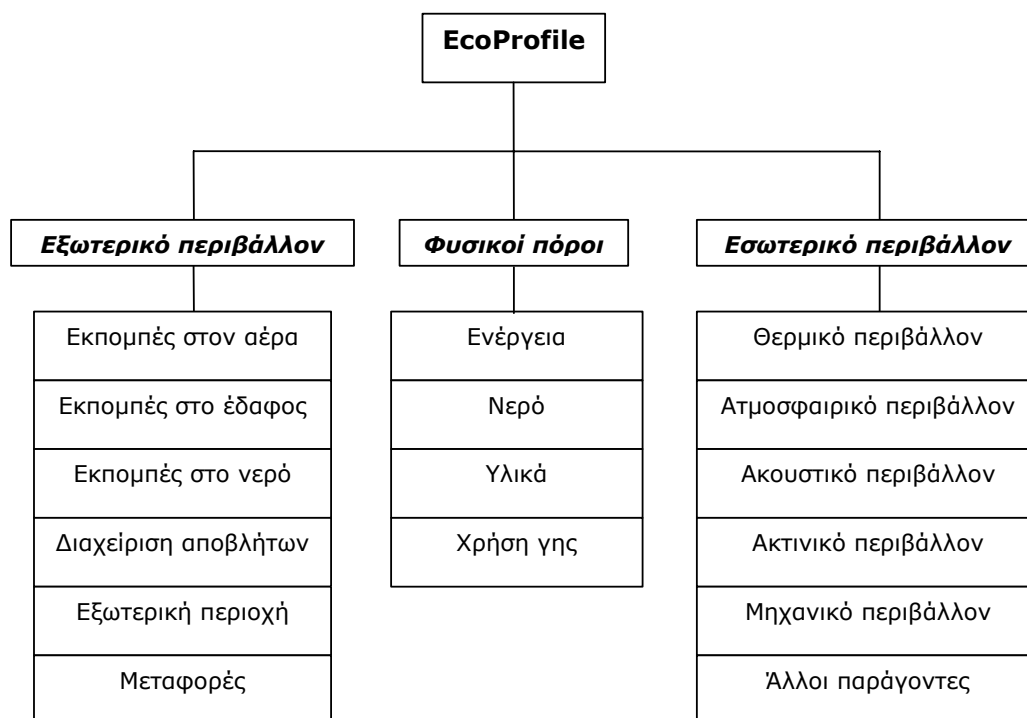 EcoProfile
Εξωτερικό περιβάλλον
Εκπομπές στον αέρα
Εκπομπές στο έδαφος
Εκπομπές στο νερό
Διαχείριση αποβλήτων
Εξωτερική περιοχή
Μεταφορές
Φυσικοί πόροι
Ενέργεια
Νερό
Υλικά
Χρήση γης
Εσωτερικό περιβάλλον
Θερμικό περιβάλλον
Ατμοσφαιρικό περιβάλλον
Ακουστικό περιβάλλον
Ακτινικό περιβάλλον
Μηχανικό περιβάλλον
Άλλοι παράγοντες